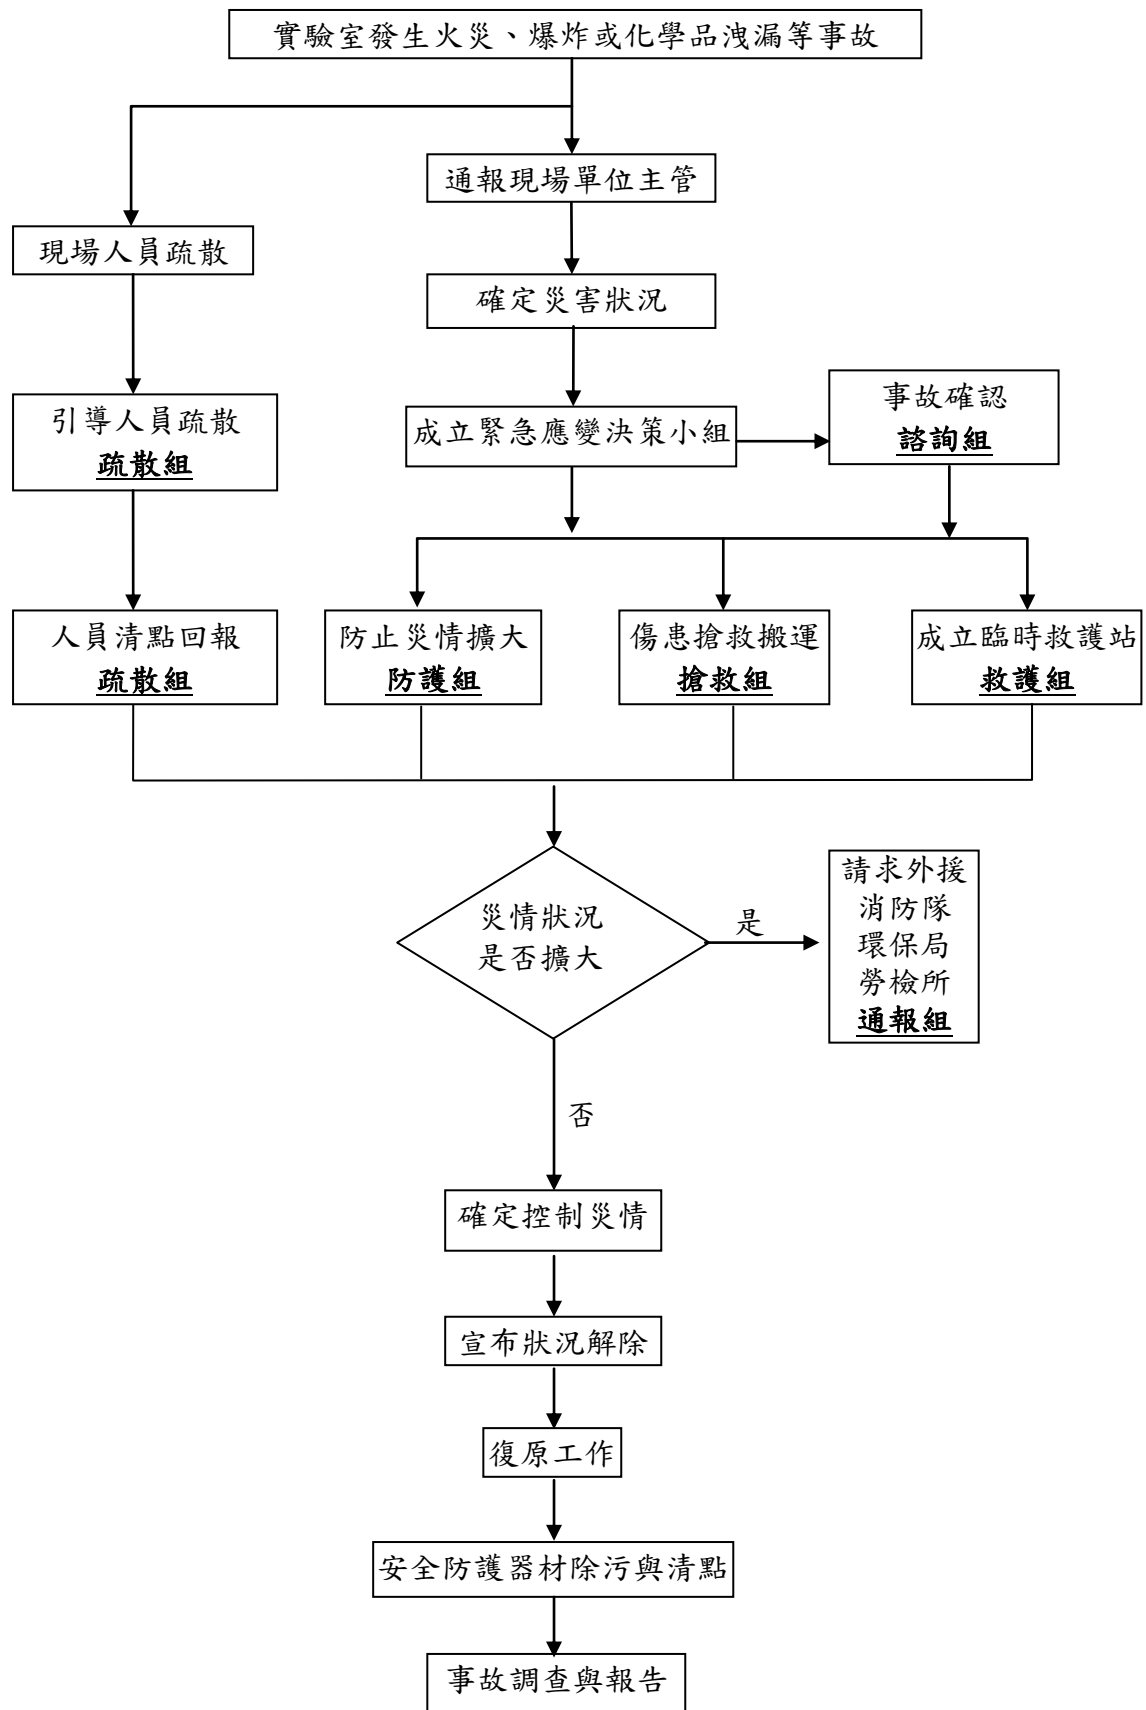 實驗室發生火災、爆炸或化學品洩漏等事故
通報現場單位主管
現場人員疏散
確定災害狀況
引導人員疏散
疏散組
成立緊急應變決策小組
事故確認
諮詢組
人員清點回報
疏散組
防止災情擴大
防護組
傷患搶救搬運
搶救組
成立臨時救護站
救護組
災情狀況
是否擴大
是
請求外援
消防隊
環保局
勞檢所
通報組
否
確定控制災情
宣布狀況解除
復原工作
安全防護器材除污與清點
事故調查與報告